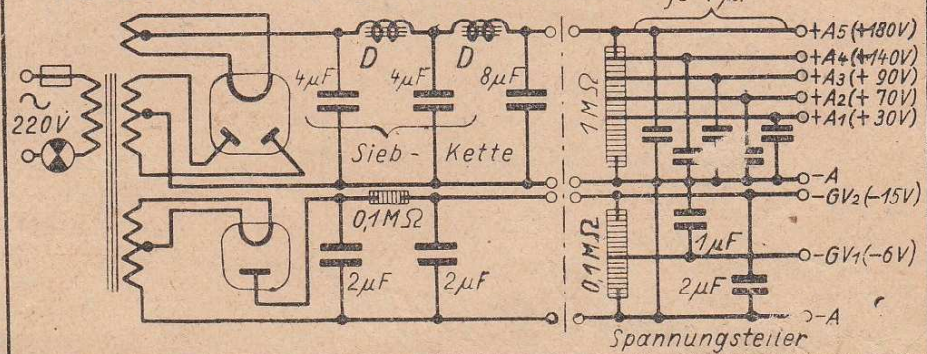 +A5(+180V)
+A4(+140V)
+A3(+90V)
+A2(+70V)
+A1(+30V)
-A
-GV2(-15V)
-GV1(-6V)
-A
220V
~
D
D
4µF
4µF
8µF
Sieb-Kette
0,1MΩ
2µF
2µF
1MΩ
0,1MΩ
1µF
2µF
Spannungsteiler